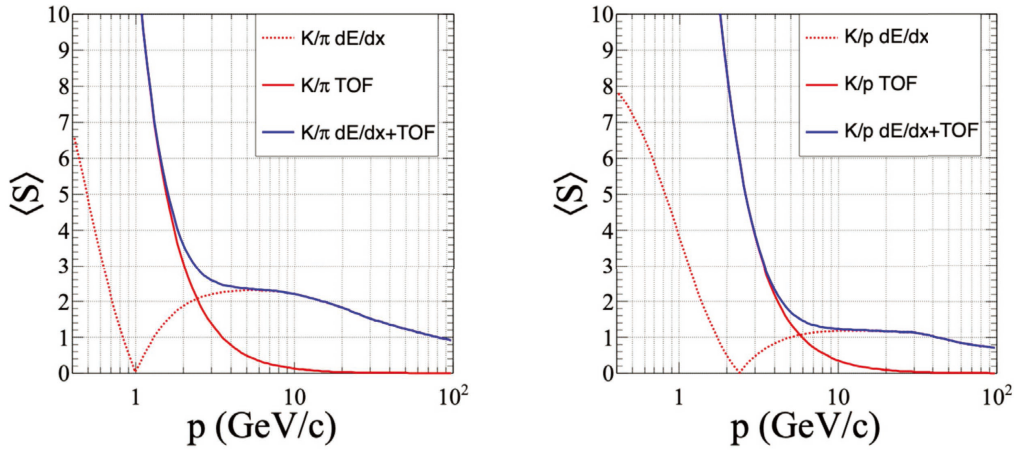 10
9
8
7
6
5
4
3
2
1
0
⟨S⟩
K/π dE/dx
K/π TOF
K/π dE/dx+TOF
1 10 10²
p (GeV/c)
10
9
8
7
6
5
4
3
2
1
0
⟨S⟩
K/p dE/dx
K/p TOF
K/p dE/dx+TOF
1 10 10²
p (GeV/c)